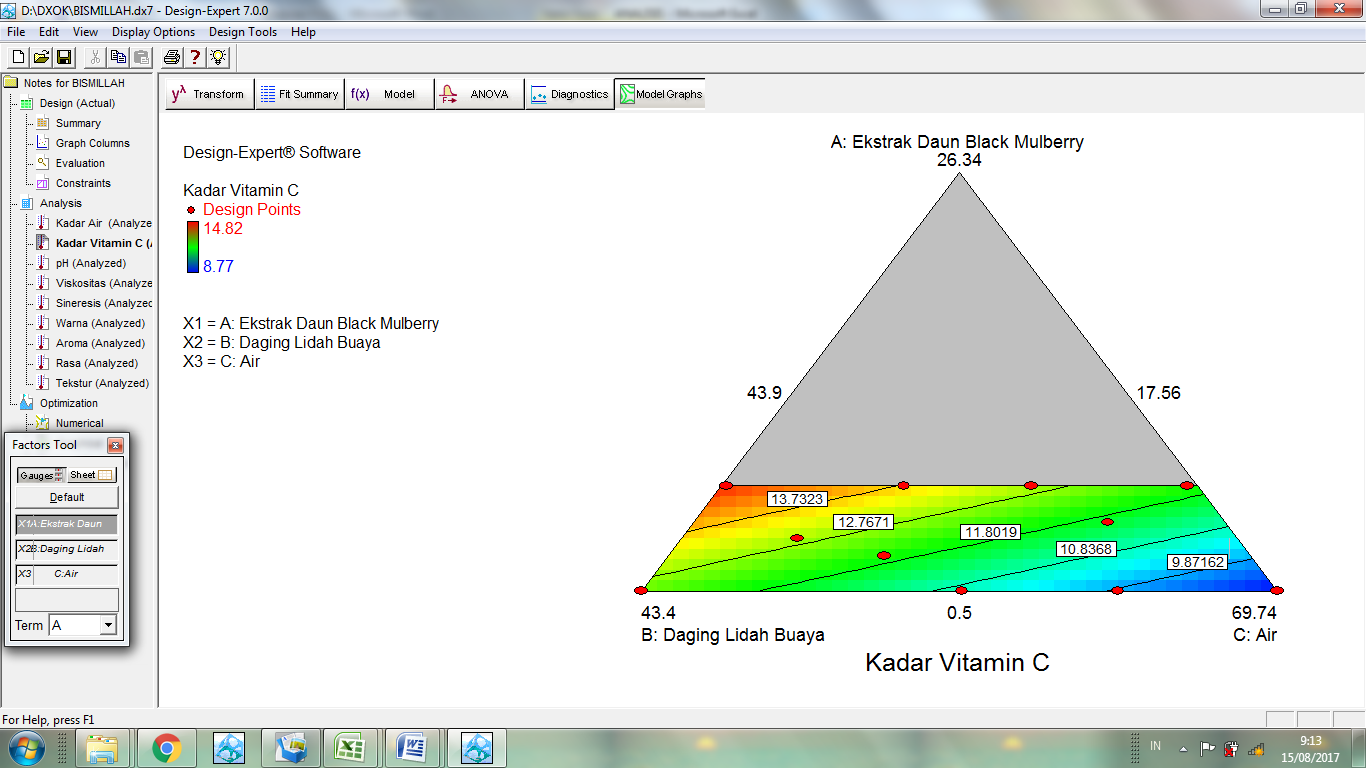 D:\DXOK\BISMILLAH.dx7 - Design-Expert 7.0.0
File Edit View Display Options Design Tools Help
Notes for BISMILLAH
Design (Actual)
Summary
Graph Columns
Evaluation
Constraints
Analysis
Kadar Air (Analyze
Kadar Vitamin C (A
pH (Analyzed)
Viskositas (Analyze
Sineresis (Analyzed
Warna (Analyzed)
Aroma (Analyzed)
Rasa (Analyzed)
Tekstur (Analyzed)
Optimization
Numerical
Factors Tool
Gauges Sheet
Default
X1A:Ekstrak Daun
X2B:Daging Lidah
X3 C:Air
Term A
yλ Transform Fit Summary f(x) Model F ANOVA Diagnostics Model Graphs
Design-Expert® Software
Kadar Vitamin C
Design Points
14.82
8.77
X1 = A: Ekstrak Daun Black Mulberry
X2 = B: Daging Lidah Buaya
X3 = C: Air
A: Ekstrak Daun Black Mulberry
26.34
43.9 17.56
13.7323
12.7671
11.8019
10.8368
9.87162
43.4 0.5 69.74
B: Daging Lidah Buaya C: Air
Kadar Vitamin C
For Help, press F1
IN
9:13
15/08/2017